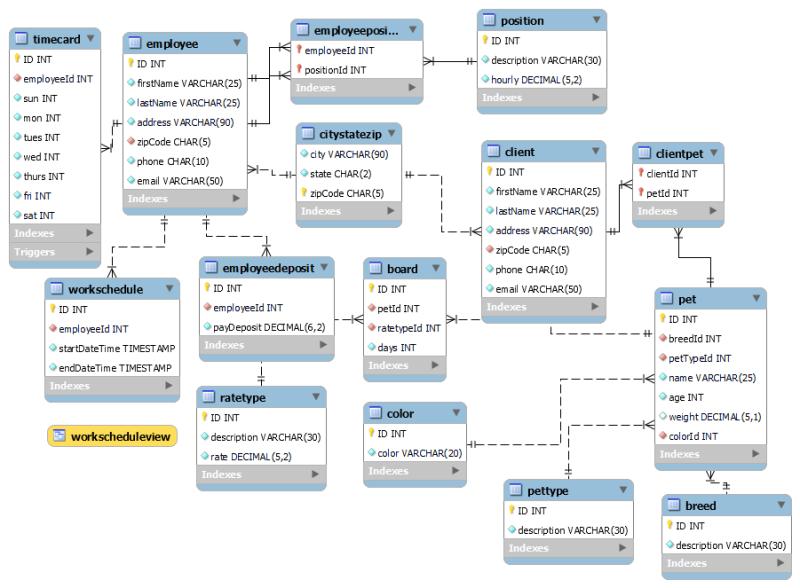 timecard
ID INT
employeeId INT
sun INT
mon INT
tues INT
wed INT
thurs INT
fri INT
sat INT
Indexes
Triggers
employee
ID INT
firstName VARCHAR(25)
lastName VARCHAR(25)
address VARCHAR(90)
zipCode CHAR(5)
phone CHAR(10)
email VARCHAR(50)
Indexes
employeeposi...
employeeId INT
positionId INT
Indexes
position
ID INT
description VARCHAR(30)
hourly DECIMAL(5,2)
Indexes
citystatezip
city VARCHAR(90)
state CHAR(2)
zipCode CHAR(5)
Indexes
client
ID INT
firstName VARCHAR(25)
lastName VARCHAR(25)
address VARCHAR(90)
zipCode CHAR(5)
phone CHAR(10)
email VARCHAR(50)
Indexes
clientpet
clientId INT
petId INT
Indexes
workschedule
ID INT
employeeId INT
startDateTime TIMESTAMP
endDateTime TIMESTAMP
Indexes
employeedeposit
ID INT
employeeId INT
payDeposit DECIMAL(6,2)
Indexes
board
ID INT
petId INT
ratetypeId INT
days INT
Indexes
pet
ID INT
breedId INT
petTypeId INT
name VARCHAR(25)
age INT
weight DECIMAL(5,1)
colorId INT
Indexes
workscheduleview
ratetype
ID INT
description VARCHAR(30)
rate DECIMAL(5,2)
Indexes
color
ID INT
color VARCHAR(20)
Indexes
pettype
ID INT
description VARCHAR(30)
Indexes
breed
ID INT
description VARCHAR(30)
Indexes